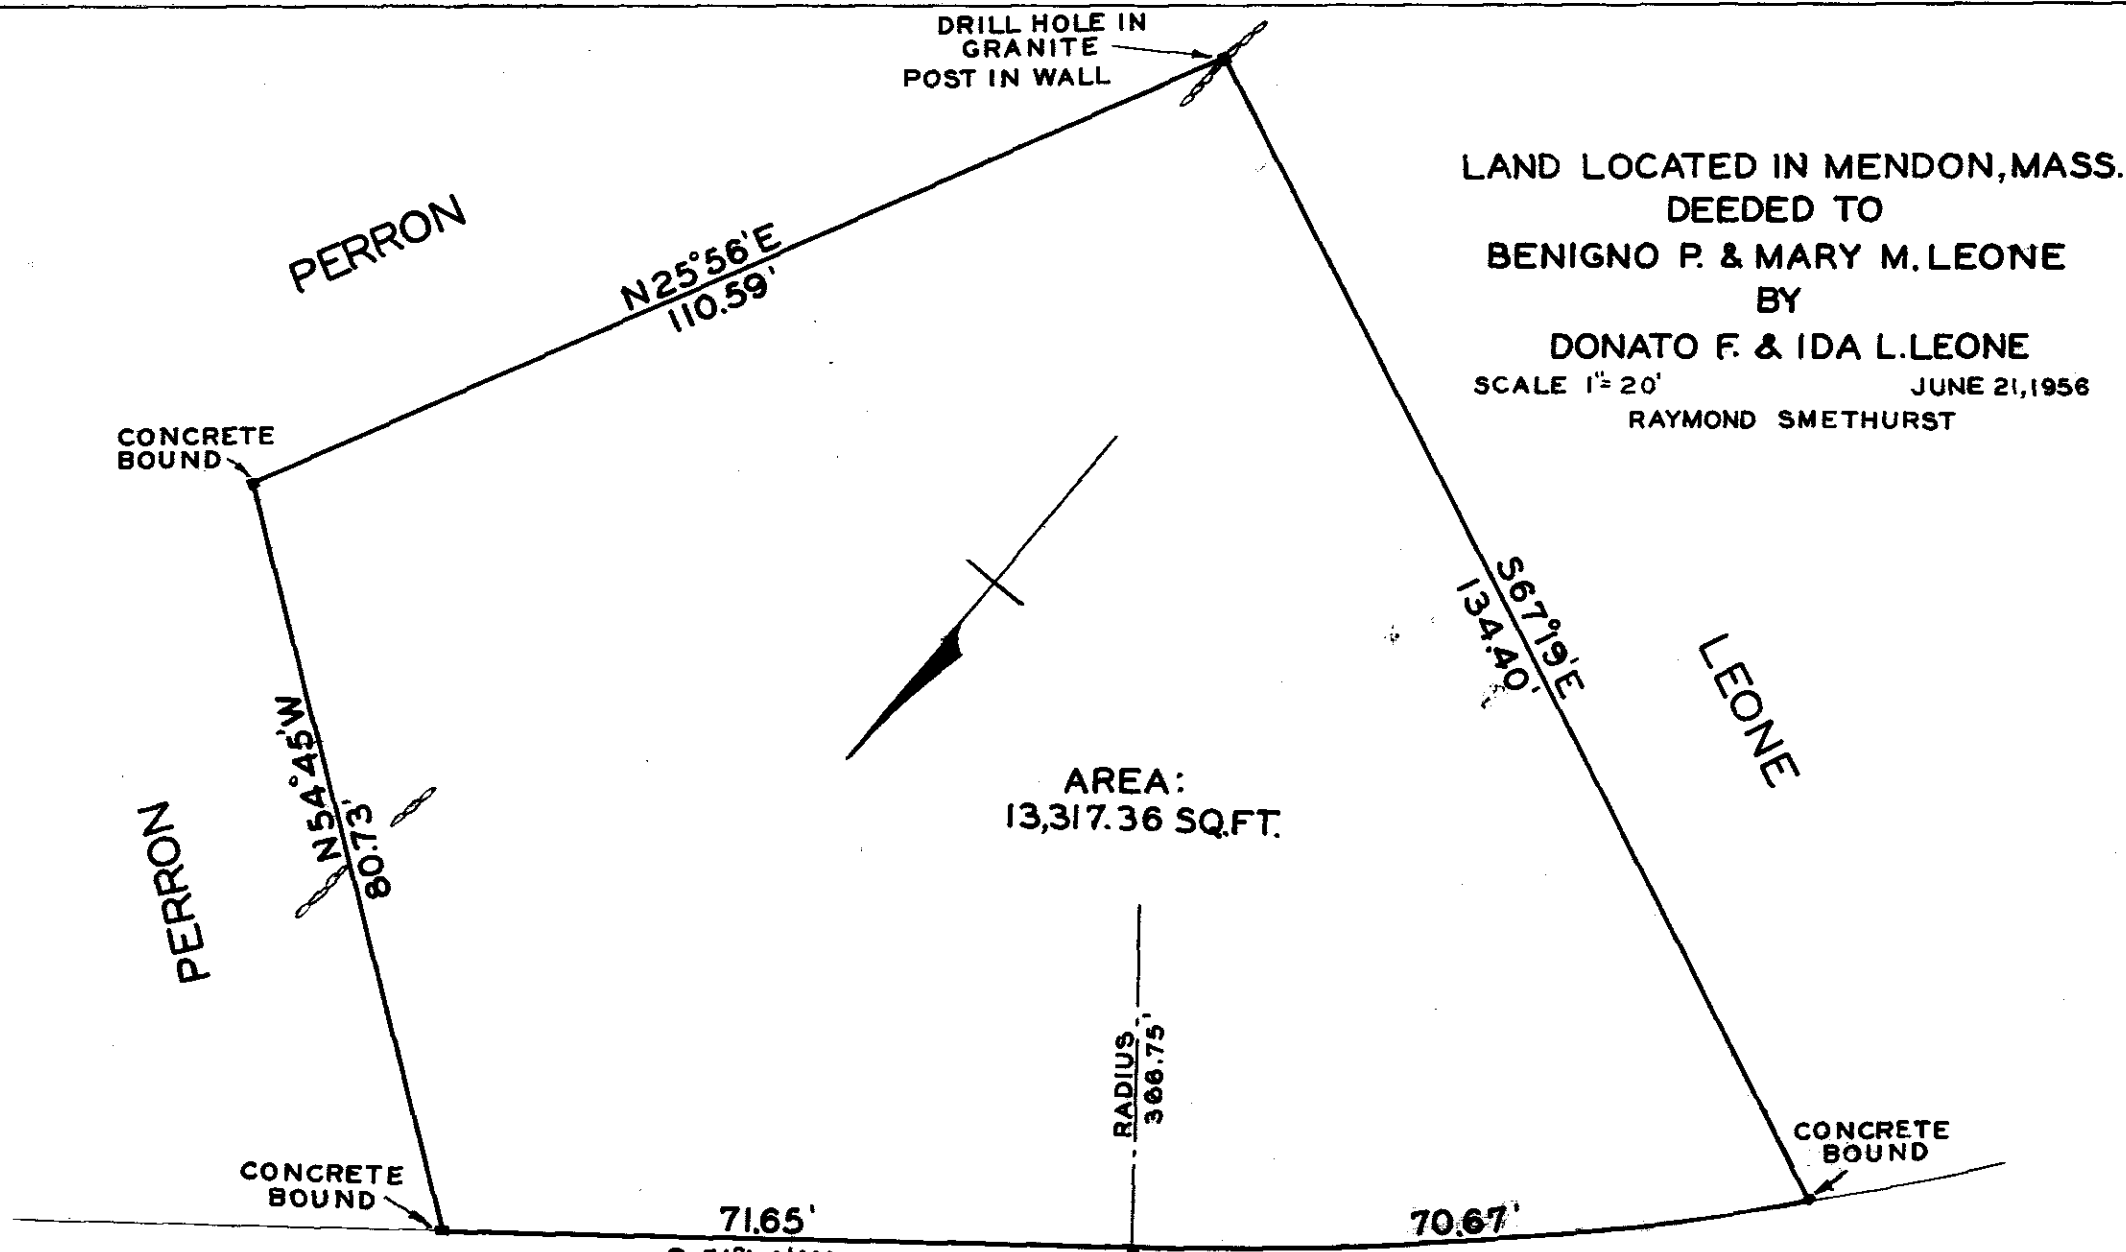 DRILL HOLE IN
GRANITE
POST IN WALL
LAND LOCATED IN MENDON, MASS.
DEEDED TO
BENIGNO P. & MARY M. LEONE
BY
DONATO F. & IDA L. LEONE
SCALE 1"= 20'
JUNE 21, 1956
RAYMOND SMETHURST
PERRON
N25°56'E
110.59'
CONCRETE
BOUND
S67°19'E
134.40'
LEONE
N54°45'W
80.73'
PERRON
AREA:
13,317.36 SQ.FT.
RADIUS
CONCRETE
BOUND
CONCRETE
BOUND
71.65'
70.67'